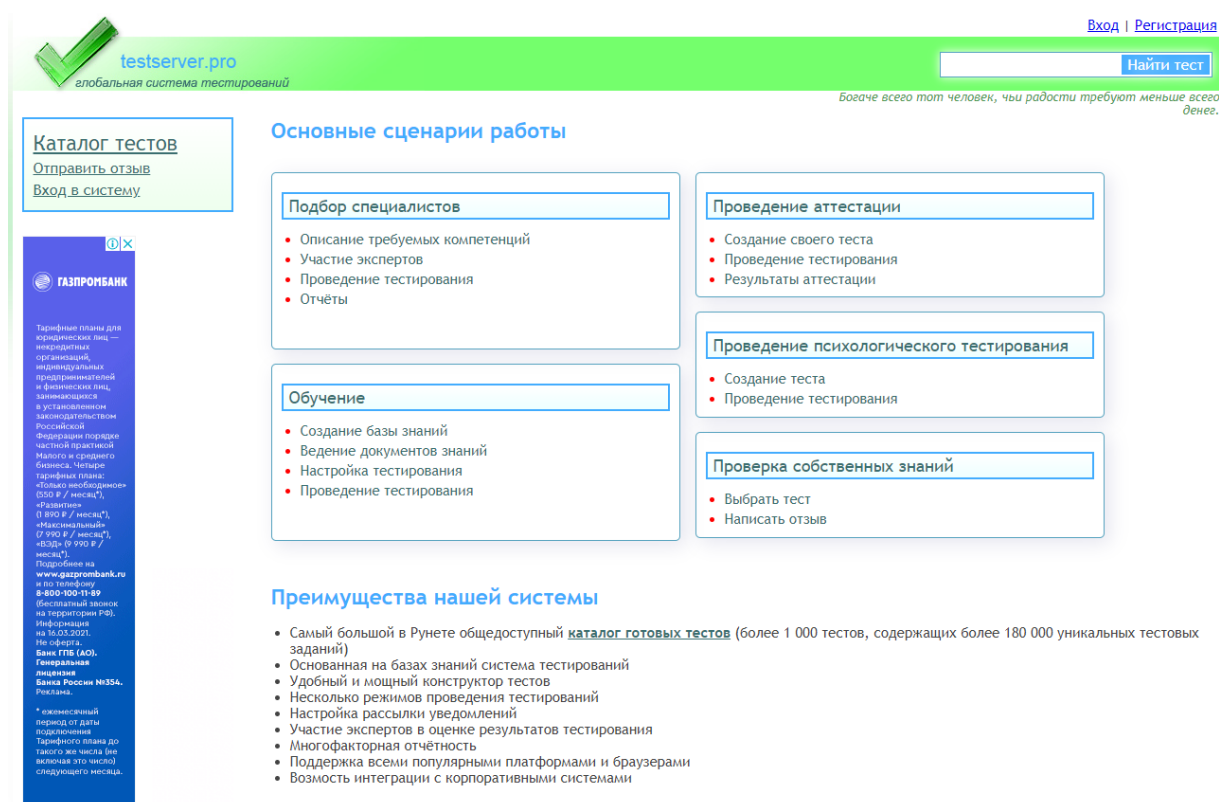 Вход | Регистрация
testserver.pro
глобальная система тестирований
Найти тест
Богаче всего тот человек, чьи радости требуют меньше всего
денег.
Каталог тестов
Отправить отзыв
Вход в систему
ГАЗПРОМБАНК
Тарифные планы для
юридических лиц —
некредитных
организаций,
индивидуальных
предпринимателей
и физических лиц,
занимающихся
в установленном
законодательством
Российской
Федерации порядке
частной практикой
Малого и среднего
бизнеса. Четыре
тарифных плана:
«Только необходимое»
(550 ₽ / месяц*),
«Развитие»
(1 890 ₽ / месяц*),
«Максимальный»
(7 990 ₽ / месяц*),
«ВЭД» (9 990 ₽ /
месяц*).
Подробнее на
www.gazprombank.ru
и по телефону
8-800-100-11-89
(бесплатный звонок
на территории РФ).
Информация
на 16.03.2021.
Не оферта.
Банк ГПБ (АО).
Генеральная
лицензия
Банка России №354.
Реклама.
* ежемесячный
период от даты
подключения
Тарифного плана до
такого же числа (не
включая это число)
следующего месяца.
Основные сценарии работы
Подбор специалистов
• Описание требуемых компетенций
• Участие экспертов
• Проведение тестирования
• Отчёты
Обучение
• Создание базы знаний
• Ведение документов знаний
• Настройка тестирования
• Проведение тестирования
Проведение аттестации
• Создание своего теста
• Проведение тестирования
• Результаты аттестации
Проведение психологического тестирования
• Создание теста
• Проведение тестирования
Проверка собственных знаний
• Выбрать тест
• Написать отзыв
Преимущества нашей системы
• Самый большой в Рунете общедоступный каталог готовых тестов (более 1 000 тестов, содержащих более 180 000 уникальных тестовых
заданий)
• Основанная на базах знаний система тестирований
• Удобный и мощный конструктор тестов
• Несколько режимов проведения тестирований
• Настройка рассылки уведомлений
• Участие экспертов в оценке результатов тестирования
• Многофакторная отчётность
• Поддержка всеми популярными платформами и браузерами
• Возмость интеграции с корпоративными системами